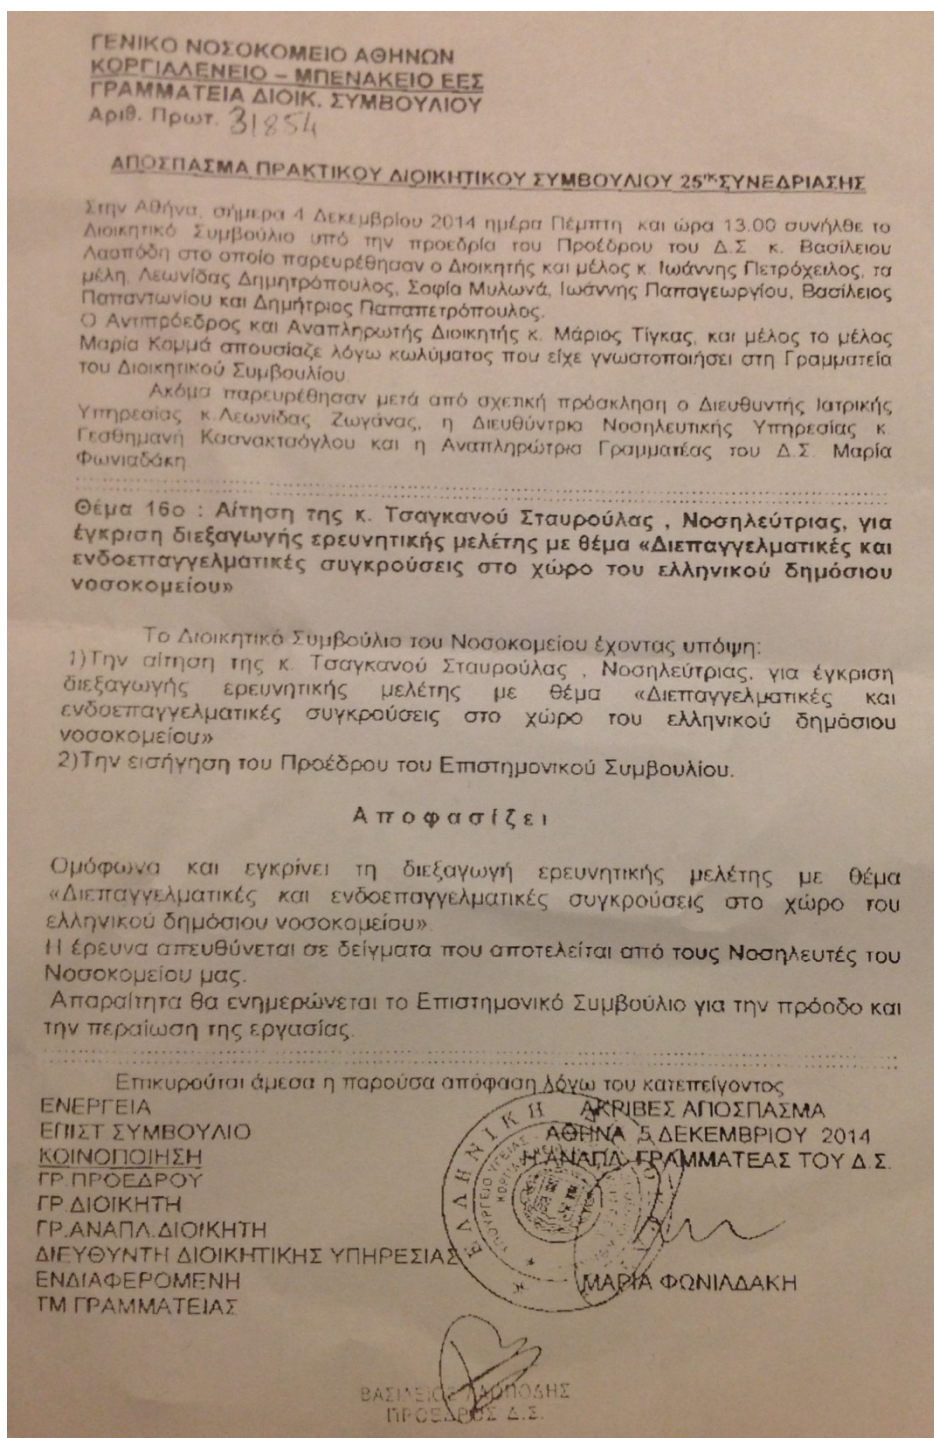 ΓΕΝΙΚΟ ΝΟΣΟΚΟΜΕΙΟ ΑΘΗΝΩΝ
ΚΟΡΓΙΑΛΕΝΕΙΟ – ΜΠΕΝΑΚΕΙΟ ΕΕΣ
ΓΡΑΜΜΑΤΕΙΑ ΔΙΟΙΚ. ΣΥΜΒΟΥΛΙΟΥ
Αριθ. Πρωτ. 31854
ΑΠΟΣΠΑΣΜΑ ΠΡΑΚΤΙΚΟΥ ΔΙΟΙΚΗΤΙΚΟΥ ΣΥΜΒΟΥΛΙΟΥ 25ης ΣΥΝΕΔΡΙΑΣΗΣ
Στην Αθήνα, σήμερα 4 Δεκεμβρίου 2014 ημέρα Πέμπτη και ώρα 13.00 συνήλθε το
Διοικητικό Συμβούλιο υπό την προεδρία του Προέδρου του Δ.Σ κ. Βασίλειου
Λαοπόδη στο οποίο παρευρέθησαν ο Διοικητής και μέλος κ. Ιωάννης Πετρόχειλος, τα
μέλη, Λεωνίδας Δημητρόπουλος, Σοφία Μυλωνά, Ιωάννης Παπαγεωργίου, Βασίλειος
Παπαντωνίου και Δημήτριος Παπαπετρόπουλος.
Ο Αντιπρόεδρος και Αναπληρωτής Διοικητής κ. Μάριος Τίγκας, και μέλος το μέλος
Μαρία Κομμά απουσίαζε λόγω κωλύματος που είχε γνωστοποιήσει στη Γραμματεία
του Διοικητικού Συμβουλίου
Ακόμα παρευρέθησαν μετά από σχετική πρόσκληση ο Διευθυντής Ιατρικής
Υπηρεσίας κ.Λεωνίδας Ζωγάνας, η Διευθύντρια Νοσηλευτικής Υπηρεσίας κ.
Γεσθημανή Κασνακτσόγλου και η Αναπληρώτρια Γραμματέας του Δ.Σ. Μαρία
Φωνιαδάκη
Θέμα 16ο : Αίτηση της κ. Τσαγκανού Σταυρούλας , Νοσηλεύτριας, για
έγκριση διεξαγωγής ερευνητικής μελέτης με θέμα «Διεπαγγελματικές και
ενδοεπαγγελματικές συγκρούσεις στο χώρο του ελληνικού δημόσιου
νοσοκομείου»
Το Διοικητικό Συμβούλιο του Νοσοκομείου έχοντας υπόψη:
1)Την αίτηση της κ. Τσαγκανού Σταυρούλας , Νοσηλεύτριας, για έγκριση
διεξαγωγής ερευνητικής μελέτης με θέμα «Διεπαγγελματικές και
ενδοεπαγγελματικές συγκρούσεις στο χώρο του ελληνικού δημόσιου
νοσοκομείου»
2)Την εισήγηση του Προέδρου του Επιστημονικού Συμβουλίου.
Α π ο φ α σ ί ζ ε ι
Ομόφωνα και εγκρίνει τη διεξαγωγή ερευνητικής μελέτης με θέμα
«Διεπαγγελματικές και ενδοεπαγγελματικές συγκρούσεις στο χώρο του
ελληνικού δημόσιου νοσοκομείου».
Η έρευνα απευθύνεται σε δείγματα που αποτελείται από τους Νοσηλευτές του
Νοσοκομείου μας.
Απαραίτητα θα ενημερώνεται το Επιστημονικό Συμβούλιο για την πρόοδο και
την περαίωση της εργασίας.
Επικυρούται άμεσα η παρούσα απόφαση λόγω του κατεπείγοντος
ΕΝΕΡΓΕΙΑ
ΕΠΙΣΤ ΣΥΜΒΟΥΛΙΟ
ΚΟΙΝΟΠΟΙΗΣΗ
ΓΡ.ΠΡΟΕΔΡΟΥ
ΓΡ.ΔΙΟΙΚΗΤΗ
ΓΡ.ΑΝΑΠΛ.ΔΙΟΙΚΗΤΗ
ΔΙΕΥΘΥΝΤΗ ΔΙΟΙΚΗΤΙΚΗΣ ΥΠΗΡΕΣΙΑΣ
ΕΝΔΙΑΦΕΡΟΜΕΝΗ
ΤΜ ΓΡΑΜΜΑΤΕΙΑΣ
ΑΚΡΙΒΕΣ ΑΠΟΣΠΑΣΜΑ
ΑΘΗΝΑ 5 ΔΕΚΕΜΒΡΙΟΥ 2014
Η ΑΝΑΠΛ. ΓΡΑΜΜΑΤΕΑΣ ΤΟΥ Δ.Σ.
ΕΛΛΗΝΙΚΗ
ΥΠΟΥΡΓΕΙΟ ΥΓΕΙΑΣ
ΜΑΡΙΑ ΦΩΝΙΑΔΑΚΗ
ΒΑΣΙΛΕΙΟΣ ΛΑΟΠΟΔΗΣ
ΠΡΟΕΔΡΟΣ Δ.Σ.